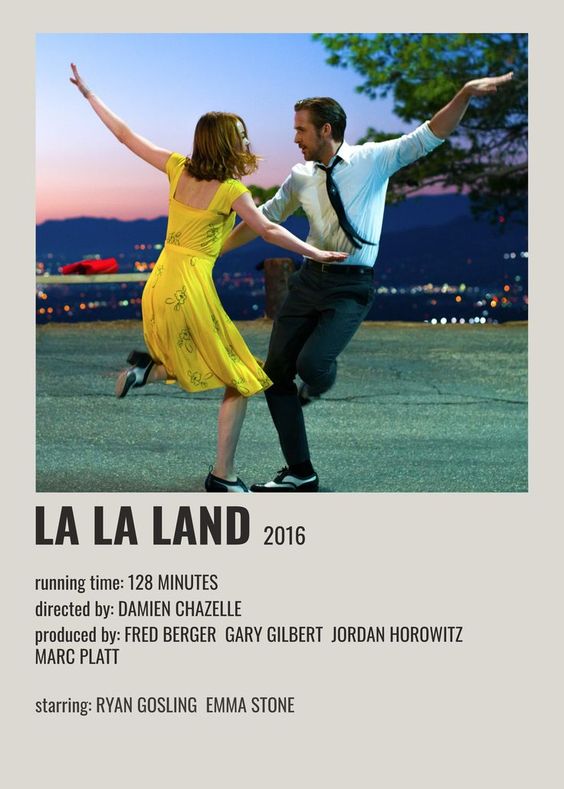 LA LA LAND 2016
running time: 128 MINUTES
directed by: DAMIEN CHAZELLE
produced by: FRED BERGER GARY GILBERT JORDAN HOROWITZ
MARC PLATT
starring: RYAN GOSLING EMMA STONE